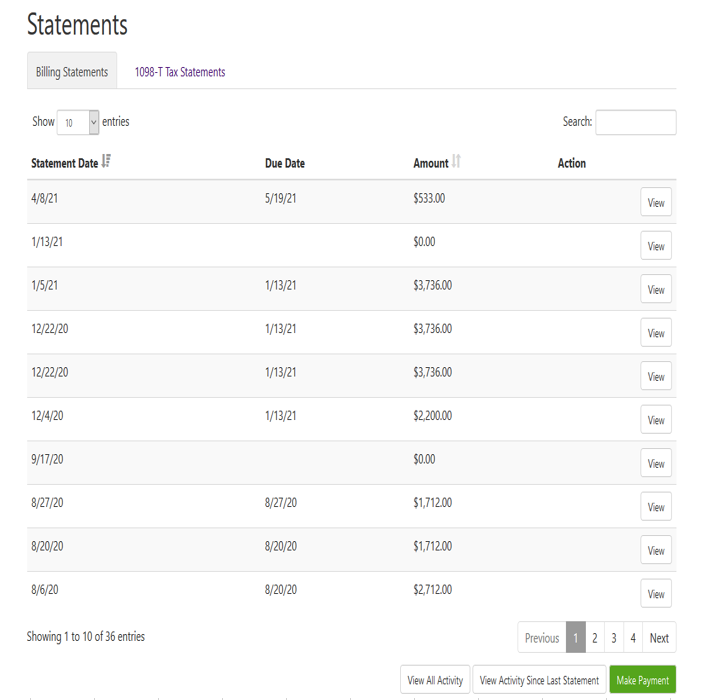 Statements
Billing Statements 1098-T Tax Statements
Show 10 entries Search:
Statement Date Due Date Amount Action
4/8/21 5/19/21 $533.00 View
1/13/21 $0.00 View
1/5/21 1/13/21 $3,736.00 View
12/22/20 1/13/21 $3,736.00 View
12/22/20 1/13/21 $3,736.00 View
12/4/20 1/13/21 $2,200.00 View
9/17/20 $0.00 View
8/27/20 8/27/20 $1,712.00 View
8/20/20 8/20/20 $1,712.00 View
8/6/20 8/20/20 $2,712.00 View
Showing 1 to 10 of 36 entries Previous 1 2 3 4 Next
View All Activity View Activity Since Last Statement Make Payment